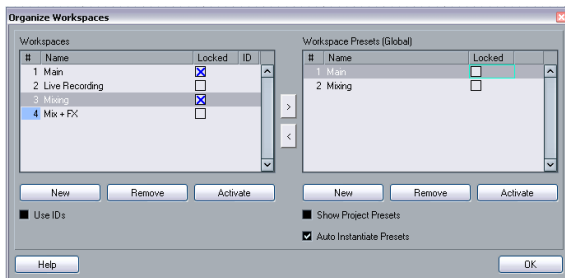 Organize Workspaces
Workspaces
# Name Locked ID
1 Main
2 Live Recording
3 Mixing
4 Mix + FX
New Remove Activate
Use IDs
>
<
Workspace Presets (Global)
# Name Locked
1 Main
2 Mixing
New Remove Activate
Show Project Presets
Auto Instantiate Presets
Help
OK